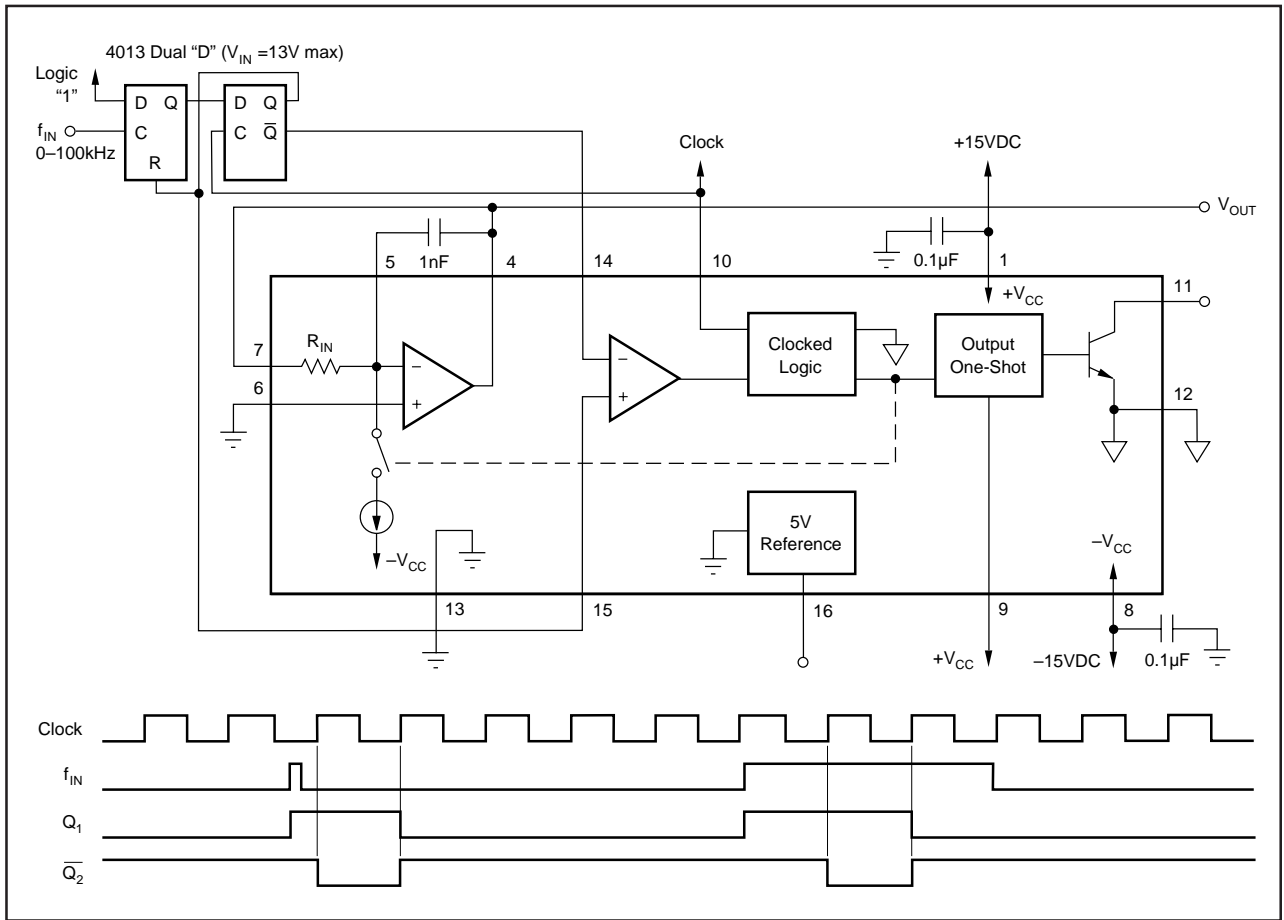 4013 Dual “D” (V_IN =13V max)
Logic
“1”
D Q
D Q
C
C Q̅
R
f_IN
0–100kHz
Clock
+15VDC
V_OUT
5
1nF
4
14
10
0.1µF
1
+V_CC
11
7
R_IN
–
+
6
–
+
Clocked
Logic
Output
One-Shot
12
5V
Reference
–V_CC
–V_CC
13
15
16
9
8
+V_CC
–15VDC
0.1µF
Clock
f_IN
Q_1
Q̅_2